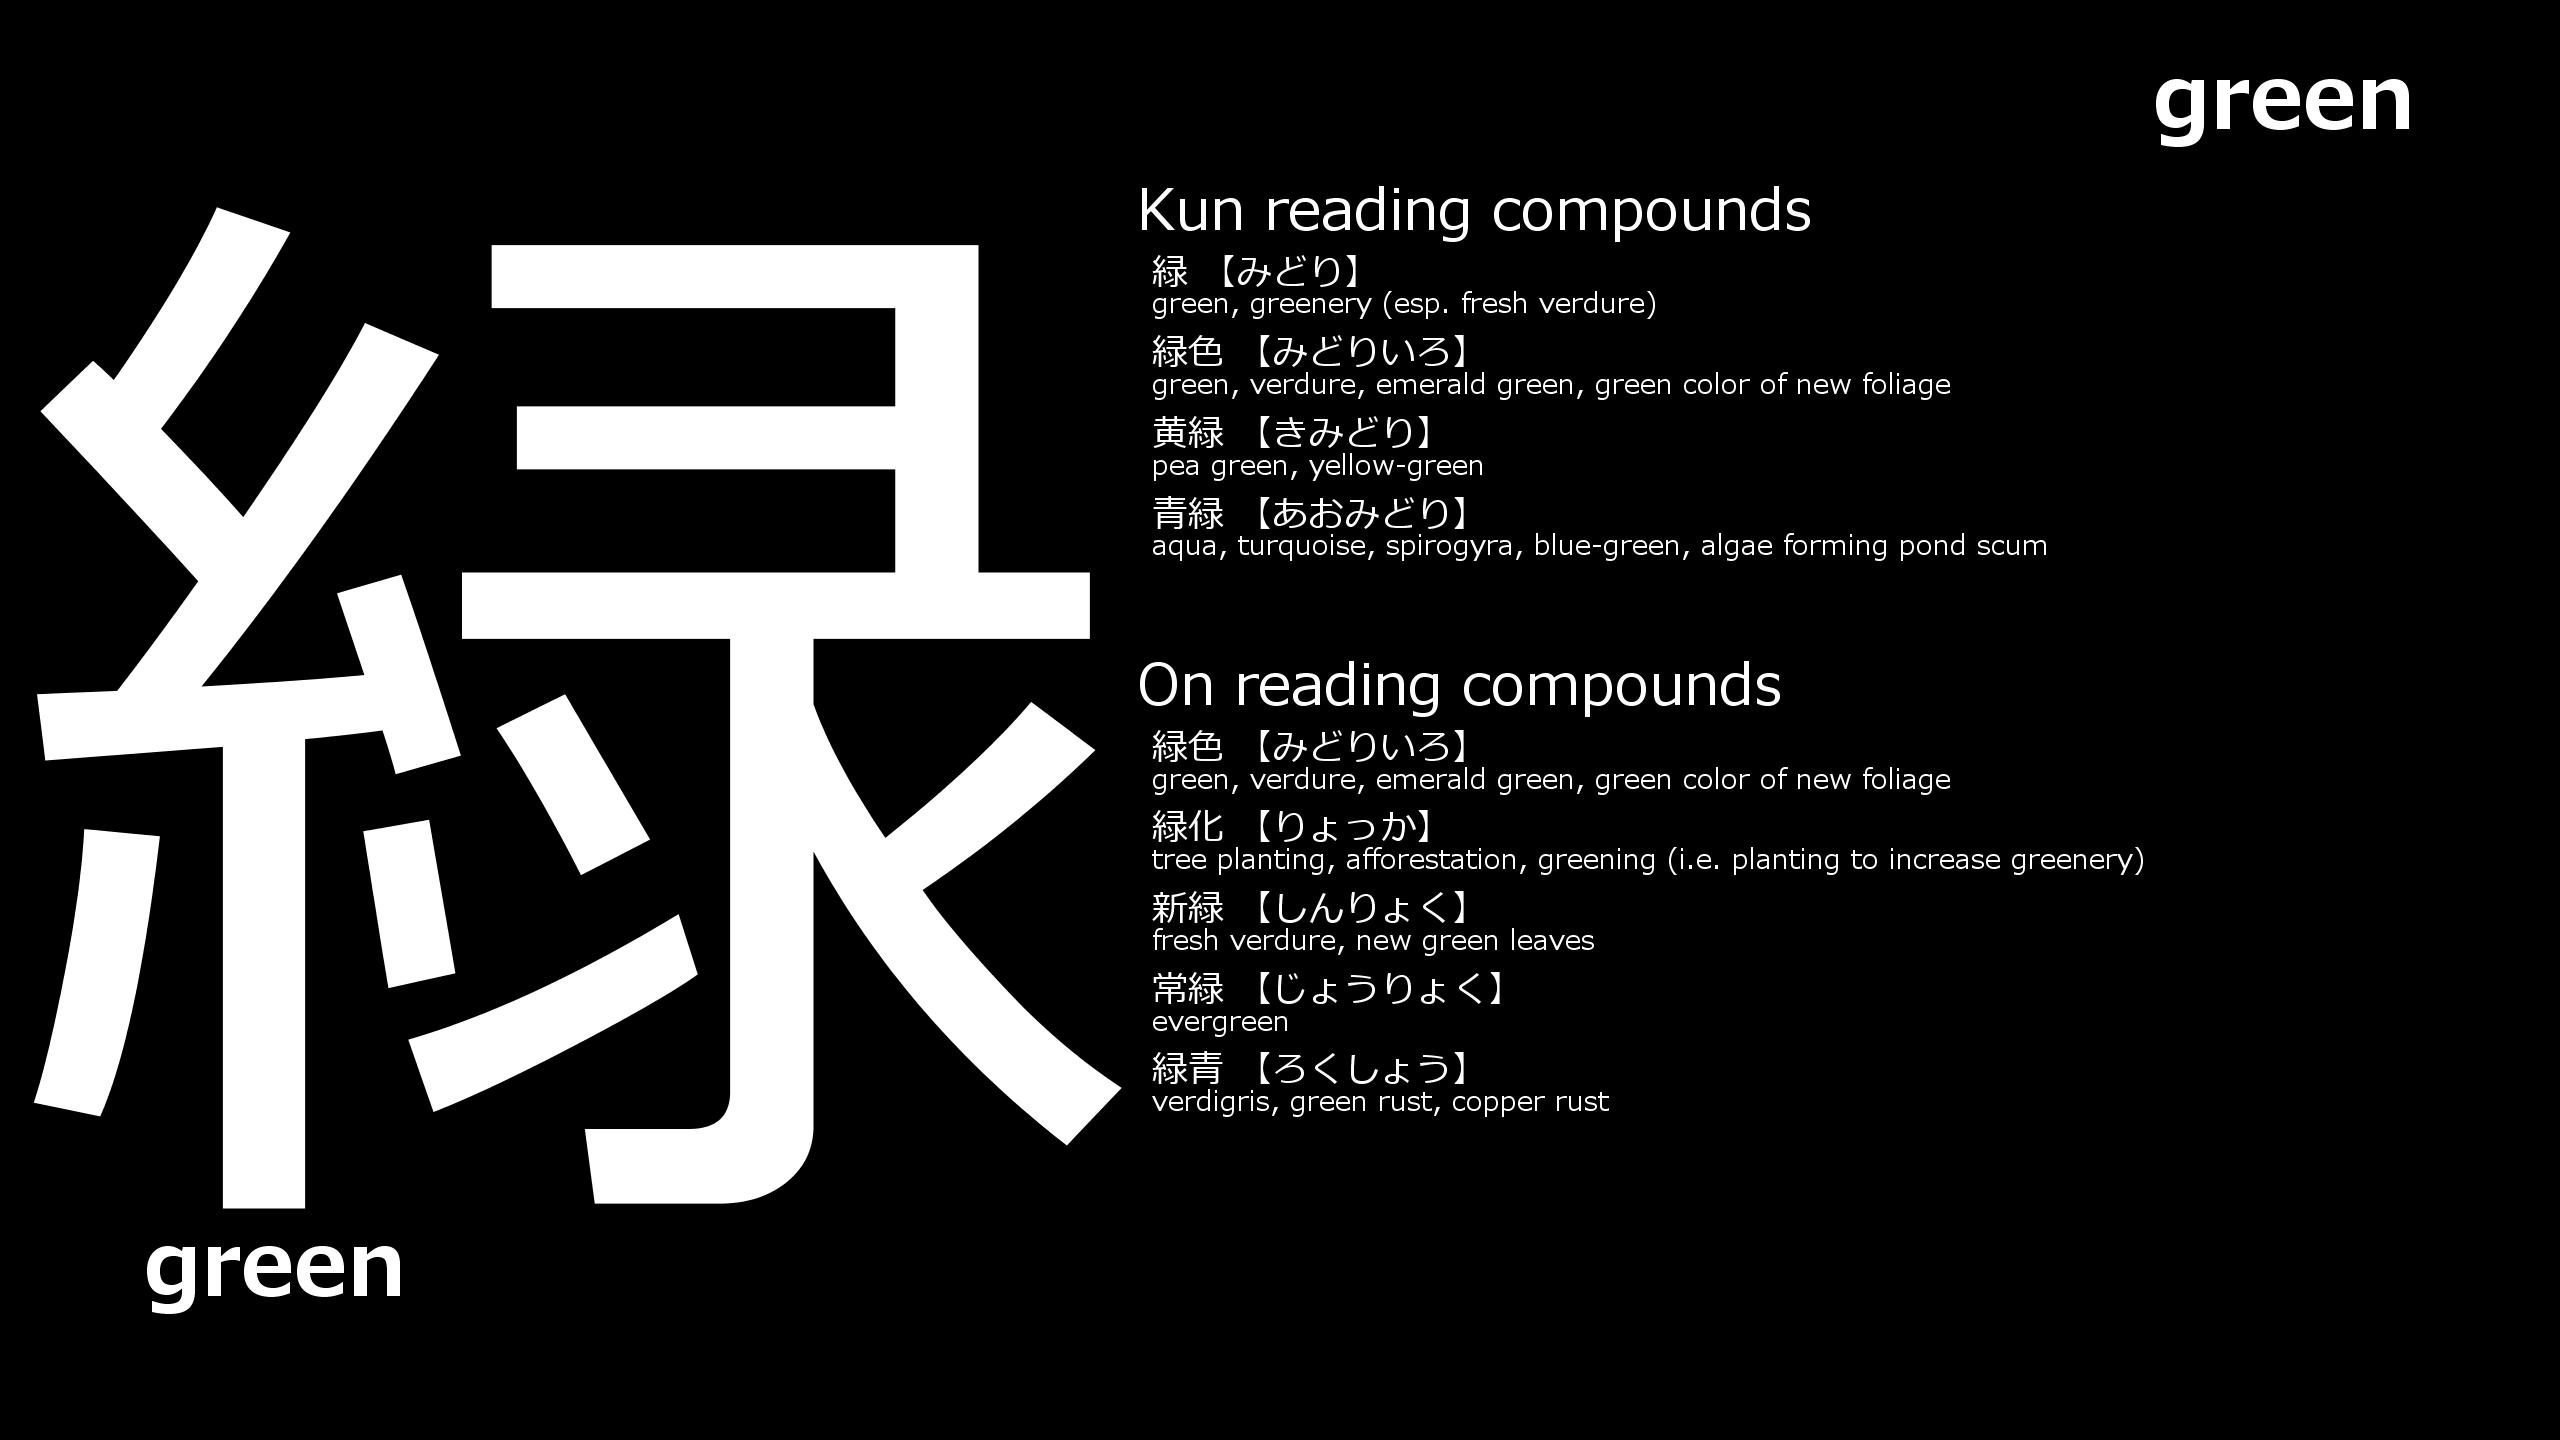 green
緑
green
Kun reading compounds
緑 【みどり】
green, greenery (esp. fresh verdure)
緑色 【みどりいろ】
green, verdure, emerald green, green color of new foliage
黄緑 【きみどり】
pea green, yellow-green
青緑 【あおみどり】
aqua, turquoise, spirogyra, blue-green, algae forming pond scum
On reading compounds
緑色 【みどりいろ】
green, verdure, emerald green, green color of new foliage
緑化 【りょっか】
tree planting, afforestation, greening (i.e. planting to increase greenery)
新緑 【しんりょく】
fresh verdure, new green leaves
常緑 【じょうりょく】
evergreen
緑青 【ろくしょう】
verdigris, green rust, copper rust